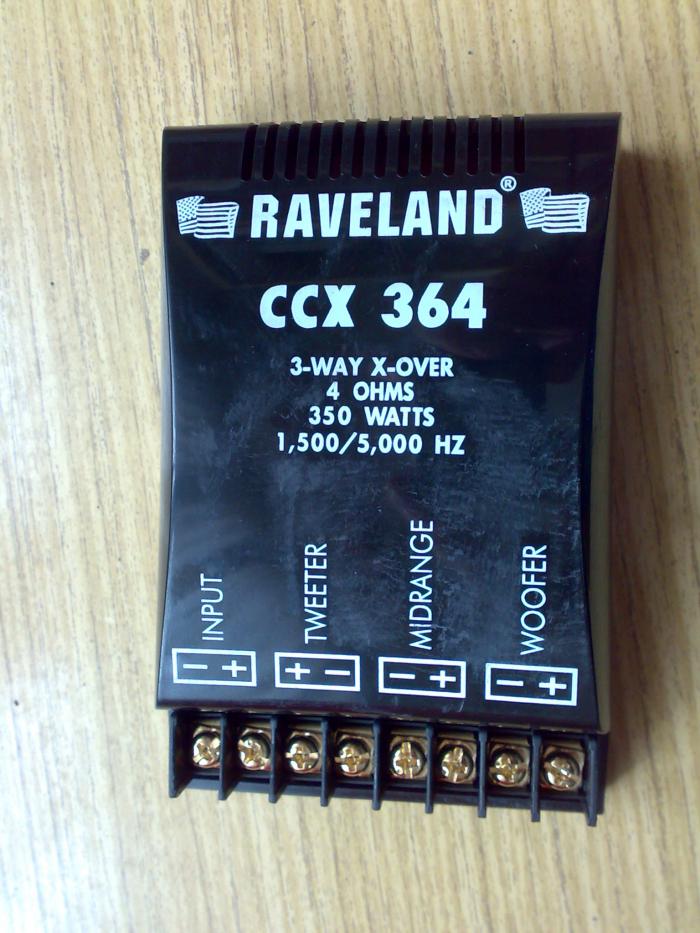 RAVELAND®
CCX 364
3-WAY X-OVER
4 OHMS
350 WATTS
1,500/5,000 HZ
INPUT
TWEETER
MIDRANGE
WOOFER
− + + − − + − +